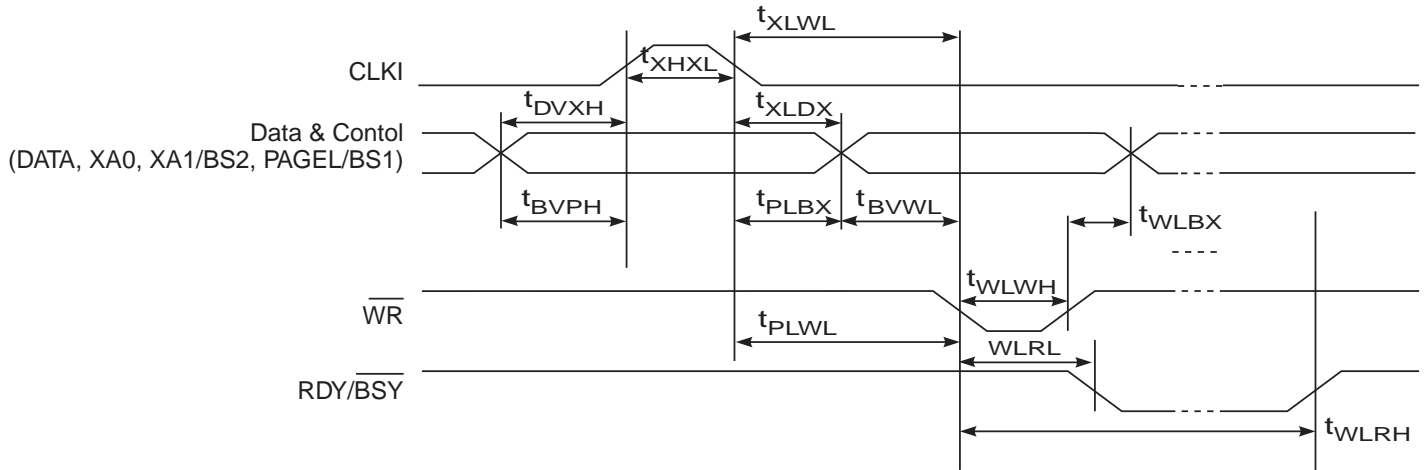 tXLWL
CLKI
tXHXL
tDVXH
tXLDX
Data & Contol
(DATA, XA0, XA1/BS2, PAGEL/BS1)
tBVPH
tPLBX
tBVWL
tWLBX
tWLWH
WR
tPLWL
WLRL
RDY/BSY
tWLRH